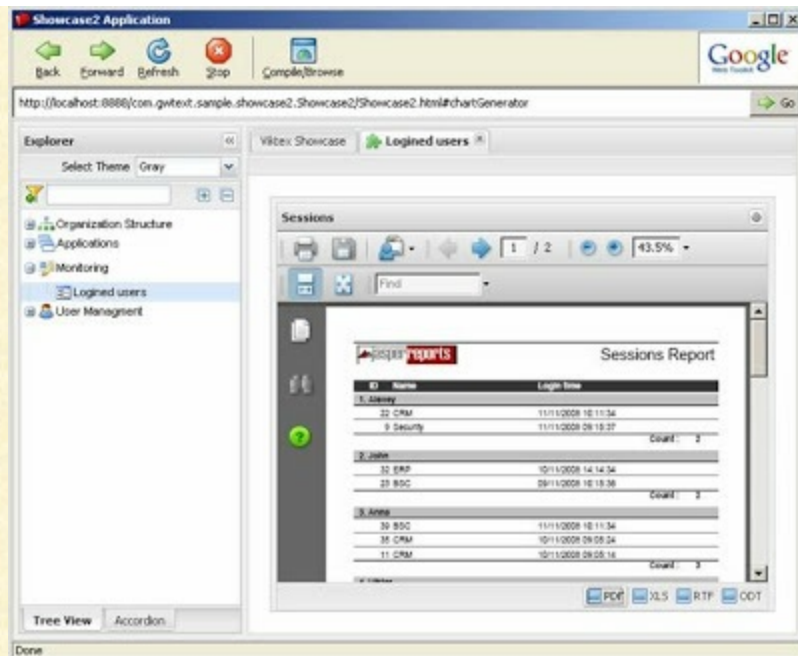 Showcase2 Application
Back Forward Refresh Stop Compile/Browse
Google
Web Toolkit
http://localhost:8888/com.gwtext.sample.showcase2.Showcase2/Showcase2.html#chartGenerator Go
Explorer
Select Theme Gray
Organization Structure
Applications
Monitoring
Logined users
User Managment
Tree View Accordion
Showcase Logined users
Sessions
1 / 2 43.5%
Find
jasperreports Sessions Report
ID Name Login time
1. Alexey
22 CRM 11/11/2008 10:11:34
9 Security 11/11/2008 09:15:37
Count : 2
2. John
32 ERP 10/11/2008 14:14:34
23 BSC 09/11/2008 10:15:36
Count : 2
3. Anna
39 BSC 11/11/2008 10:11:34
35 CRM 10/11/2008 09:05:24
11 CRM 10/11/2008 09:05:14
Count : 3
PDF XLS RTF ODT
Done